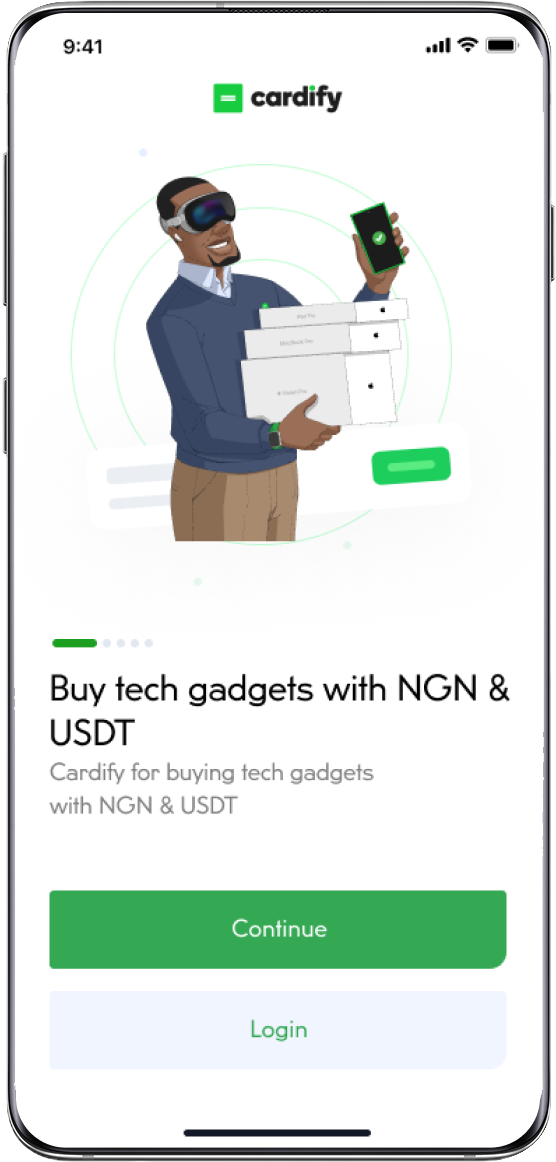 9:41
cardify
iPad Pro
MacBook Pro
Vision Pro
Buy tech gadgets with NGN &
USDT
Cardify for buying tech gadgets
with NGN & USDT
Continue
Login